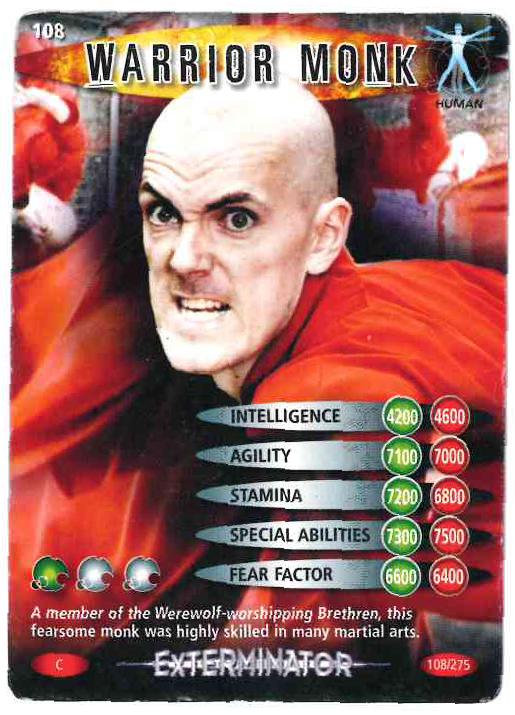 108
WARRIOR MONK
HUMAN
INTELLIGENCE 4200 4600
AGILITY 7100 7000
STAMINA 7200 6800
SPECIAL ABILITIES 7300 7500
FEAR FACTOR 6600 6400
A member of the Werewolf-worshipping Brethren, this
fearsome monk was highly skilled in many martial arts.
C EXTERMINATOR 108/275